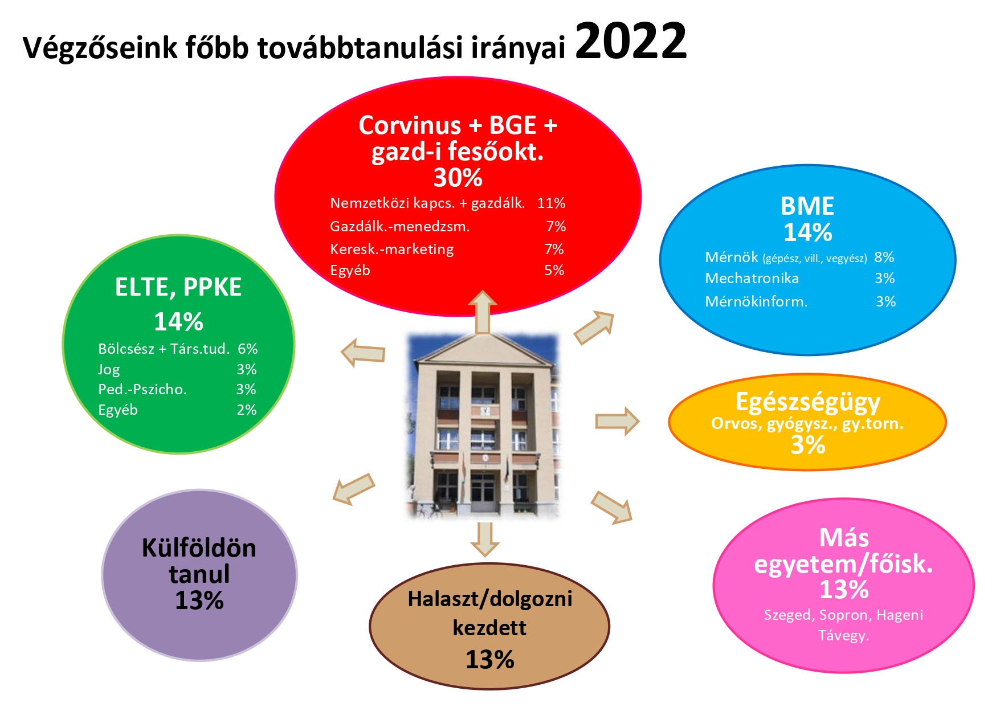 Végzőseink főbb továbbtanulási irányai 2022
Corvinus + BGE +
gazd-i fesőokt.
30%
Nemzetközi kapcs. + gazdálk. 11%
Gazdálk.-menedzsm. 7%
Keresk.-marketing 7%
Egyéb 5%
BME
14%
Mérnök (gépész, vill., vegyész) 8%
Mechatronika 3%
Mérnökinform. 3%
ELTE, PPKE
14%
Bölcsész + Társ.tud. 6%
Jog 3%
Ped.-Pszicho. 3%
Egyéb 2%
Egészségügy
Orvos, gyógysz., gy.torn.
3%
Külföldön
tanul
13%
Halaszt/dolgozni
kezdett
13%
Más
egyetem/főisk.
13%
Szeged, Sopron, Hageni
Távegy.